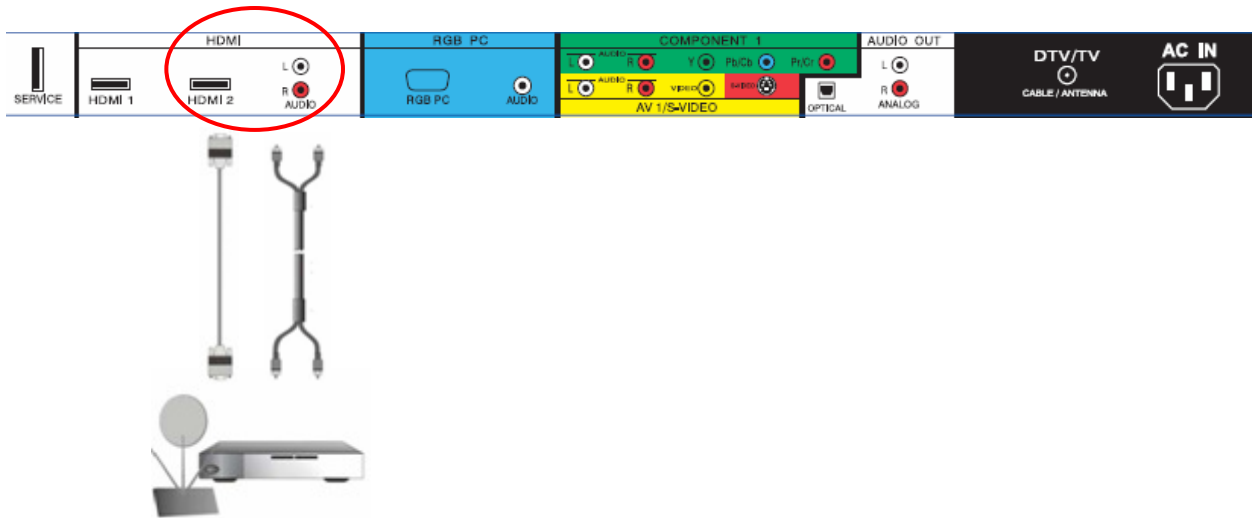 HDMI
RGB PC
COMPONENT 1
AUDIO OUT
SERVICE
HDMI 1
HDMI 2
L
R
AUDIO
RGB PC
AUDIO
L AUDIO R Y Pb/Cb Pr/Cr
L AUDIO R VIDEO S-VIDEO
AV 1/S-VIDEO
OPTICAL
L
R
ANALOG
DTV/TV
CABLE / ANTENNA
AC IN